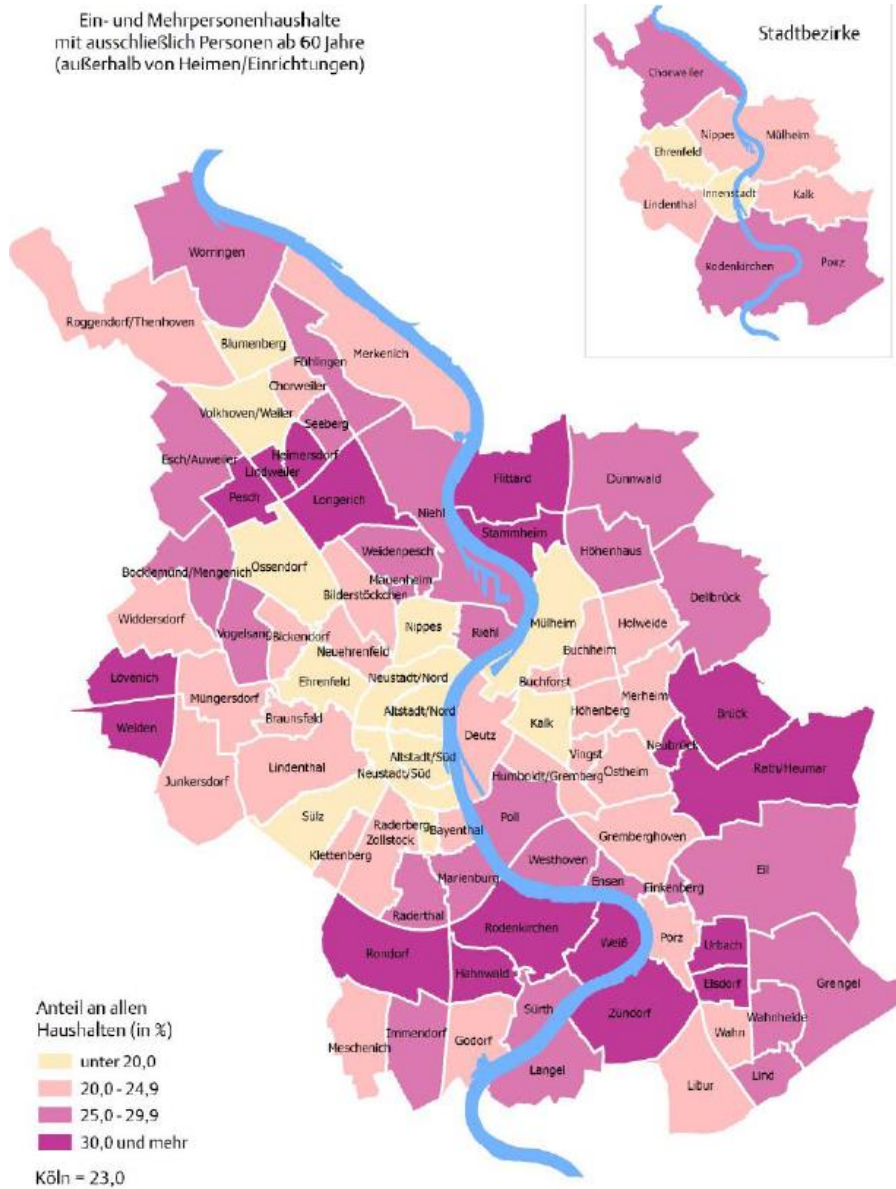 Ein- und Mehrpersonenhaushalte
mit ausschließlich Personen ab 60 Jahre
(außerhalb von Heimen/Einrichtungen)
Stadtbezirke
Chorweiler
Nippes
Mülheim
Ehrenfeld
Innenstadt
Lindenthal
Kalk
Rodenkirchen
Porz
Worringen
Roggendorf/Thenhoven
Blumenberg
Merkenich
Fühlingen
Chorweiler
Volkhoven/Weiler
Seeberg
Esch/Auweiler
Heimersdorf
Lindweiler
Pesch
Longerich
Flittard
Dünnwald
Niehl
Stammheim
Höhenhaus
Weidenpesch
Ossendorf
Bocklemünd/Mengenich
Mauenheim
Bilderstöckchen
Dellbrück
Widdersdorf
Vogelsang
Bickendorf
Nippes
Riehl
Mülheim
Holweide
Neuehrenfeld
Buchheim
Lövenich
Ehrenfeld
Neustadt/Nord
Buchforst
Merheim
Müngersdorf
Altstadt/Nord
Höhenberg
Brück
Weiden
Braunsfeld
Deutz
Kalk
Neubrück
Junkersdorf
Lindenthal
Altstadt/Süd
Vingst
Rath/Heumar
Neustadt/Süd
Humboldt/Gremberg
Ostheim
Sülz
Raderberg
Zollstock
Bayenthal
Poll
Gremberghoven
Klettenberg
Westhoven
Eil
Marienburg
Ensen
Finkenberg
Raderthal
Rodenkirchen
Porz
Urbach
Rondorf
Weiß
Hahnwald
Elsdorf
Grengel
Sürth
Zündorf
Wahnheide
Immendorf
Godorf
Wahn
Meschenich
Langel
Libur
Lind
Anteil an allen
Haushalten (in %)
unter 20,0
20,0 - 24,9
25,0 - 29,9
30,0 und mehr
Köln = 23,0